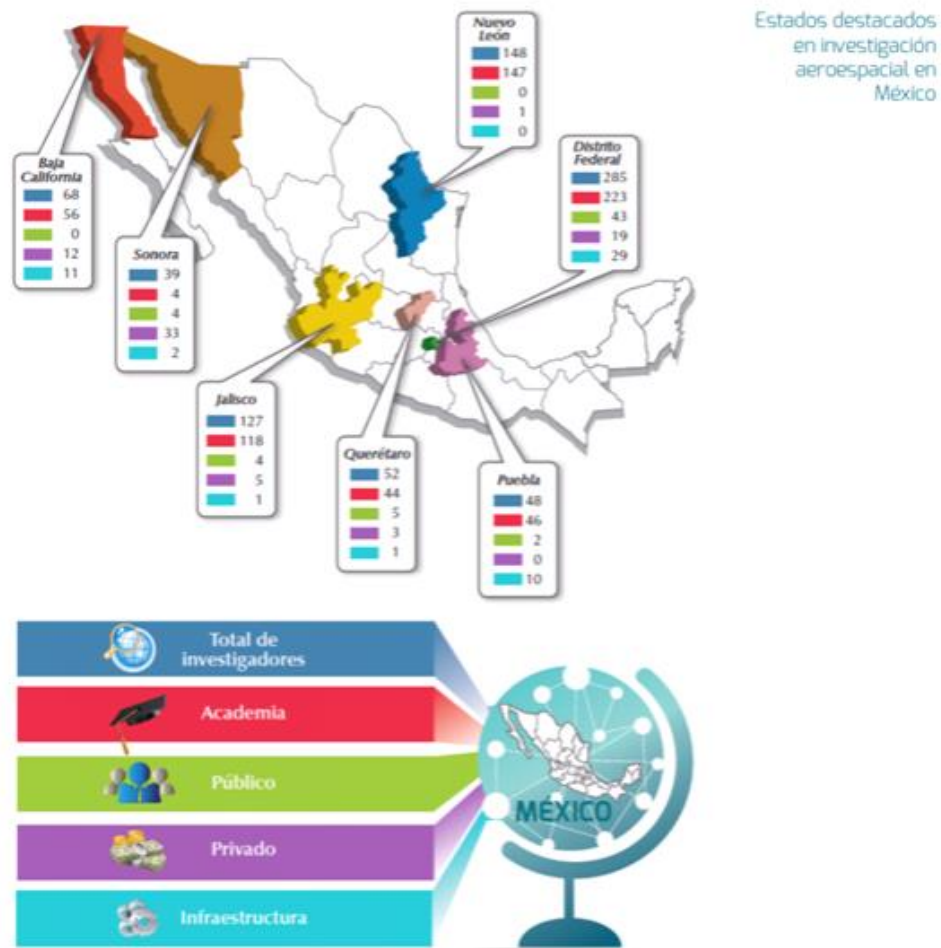 Estados destacados
en investigación
aeroespacial en
México
Nuevo
León
148
147
0
1
0
Distrito
Federal
285
223
43
19
29
Baja
California
68
56
0
12
11
Sonora
39
4
4
33
2
Jalisco
127
118
4
5
1
Querétaro
52
44
5
3
1
Puebla
48
46
2
0
10
Total de
investigadores
Academia
Público
Privado
Infraestructura
MÉXICO